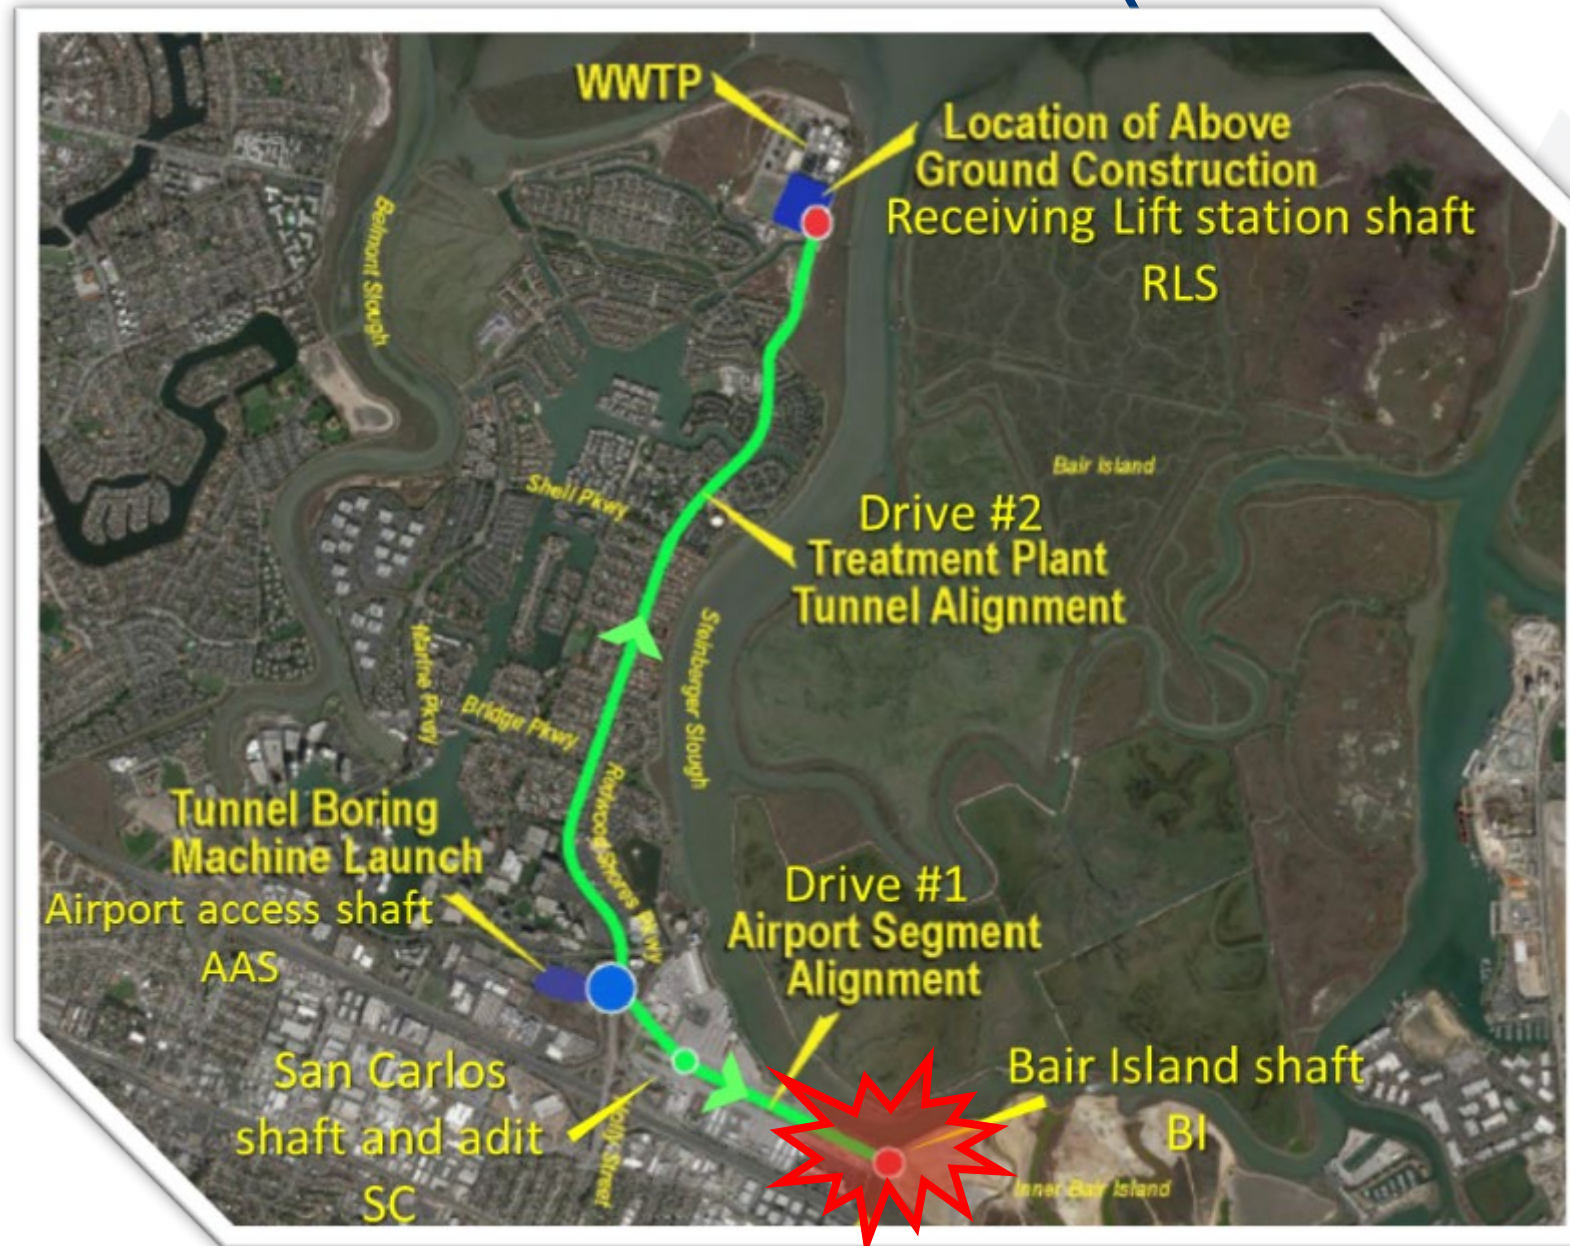 WWTP
Location of Above
Ground Construction
Receiving Lift station shaft
RLS
Belmont Slough
Bair Island
Shell Pkwy
Drive #2
Treatment Plant
Tunnel Alignment
Steinberger Slough
Marine Pkwy
Bridge Pkwy
Redwood Shores Pkwy
Tunnel Boring
Machine Launch
Airport access shaft
AAS
Drive #1
Airport Segment
Alignment
San Carlos
shaft and adit
SC
Holly Street
Bair Island shaft
BI
Inner Bair Island